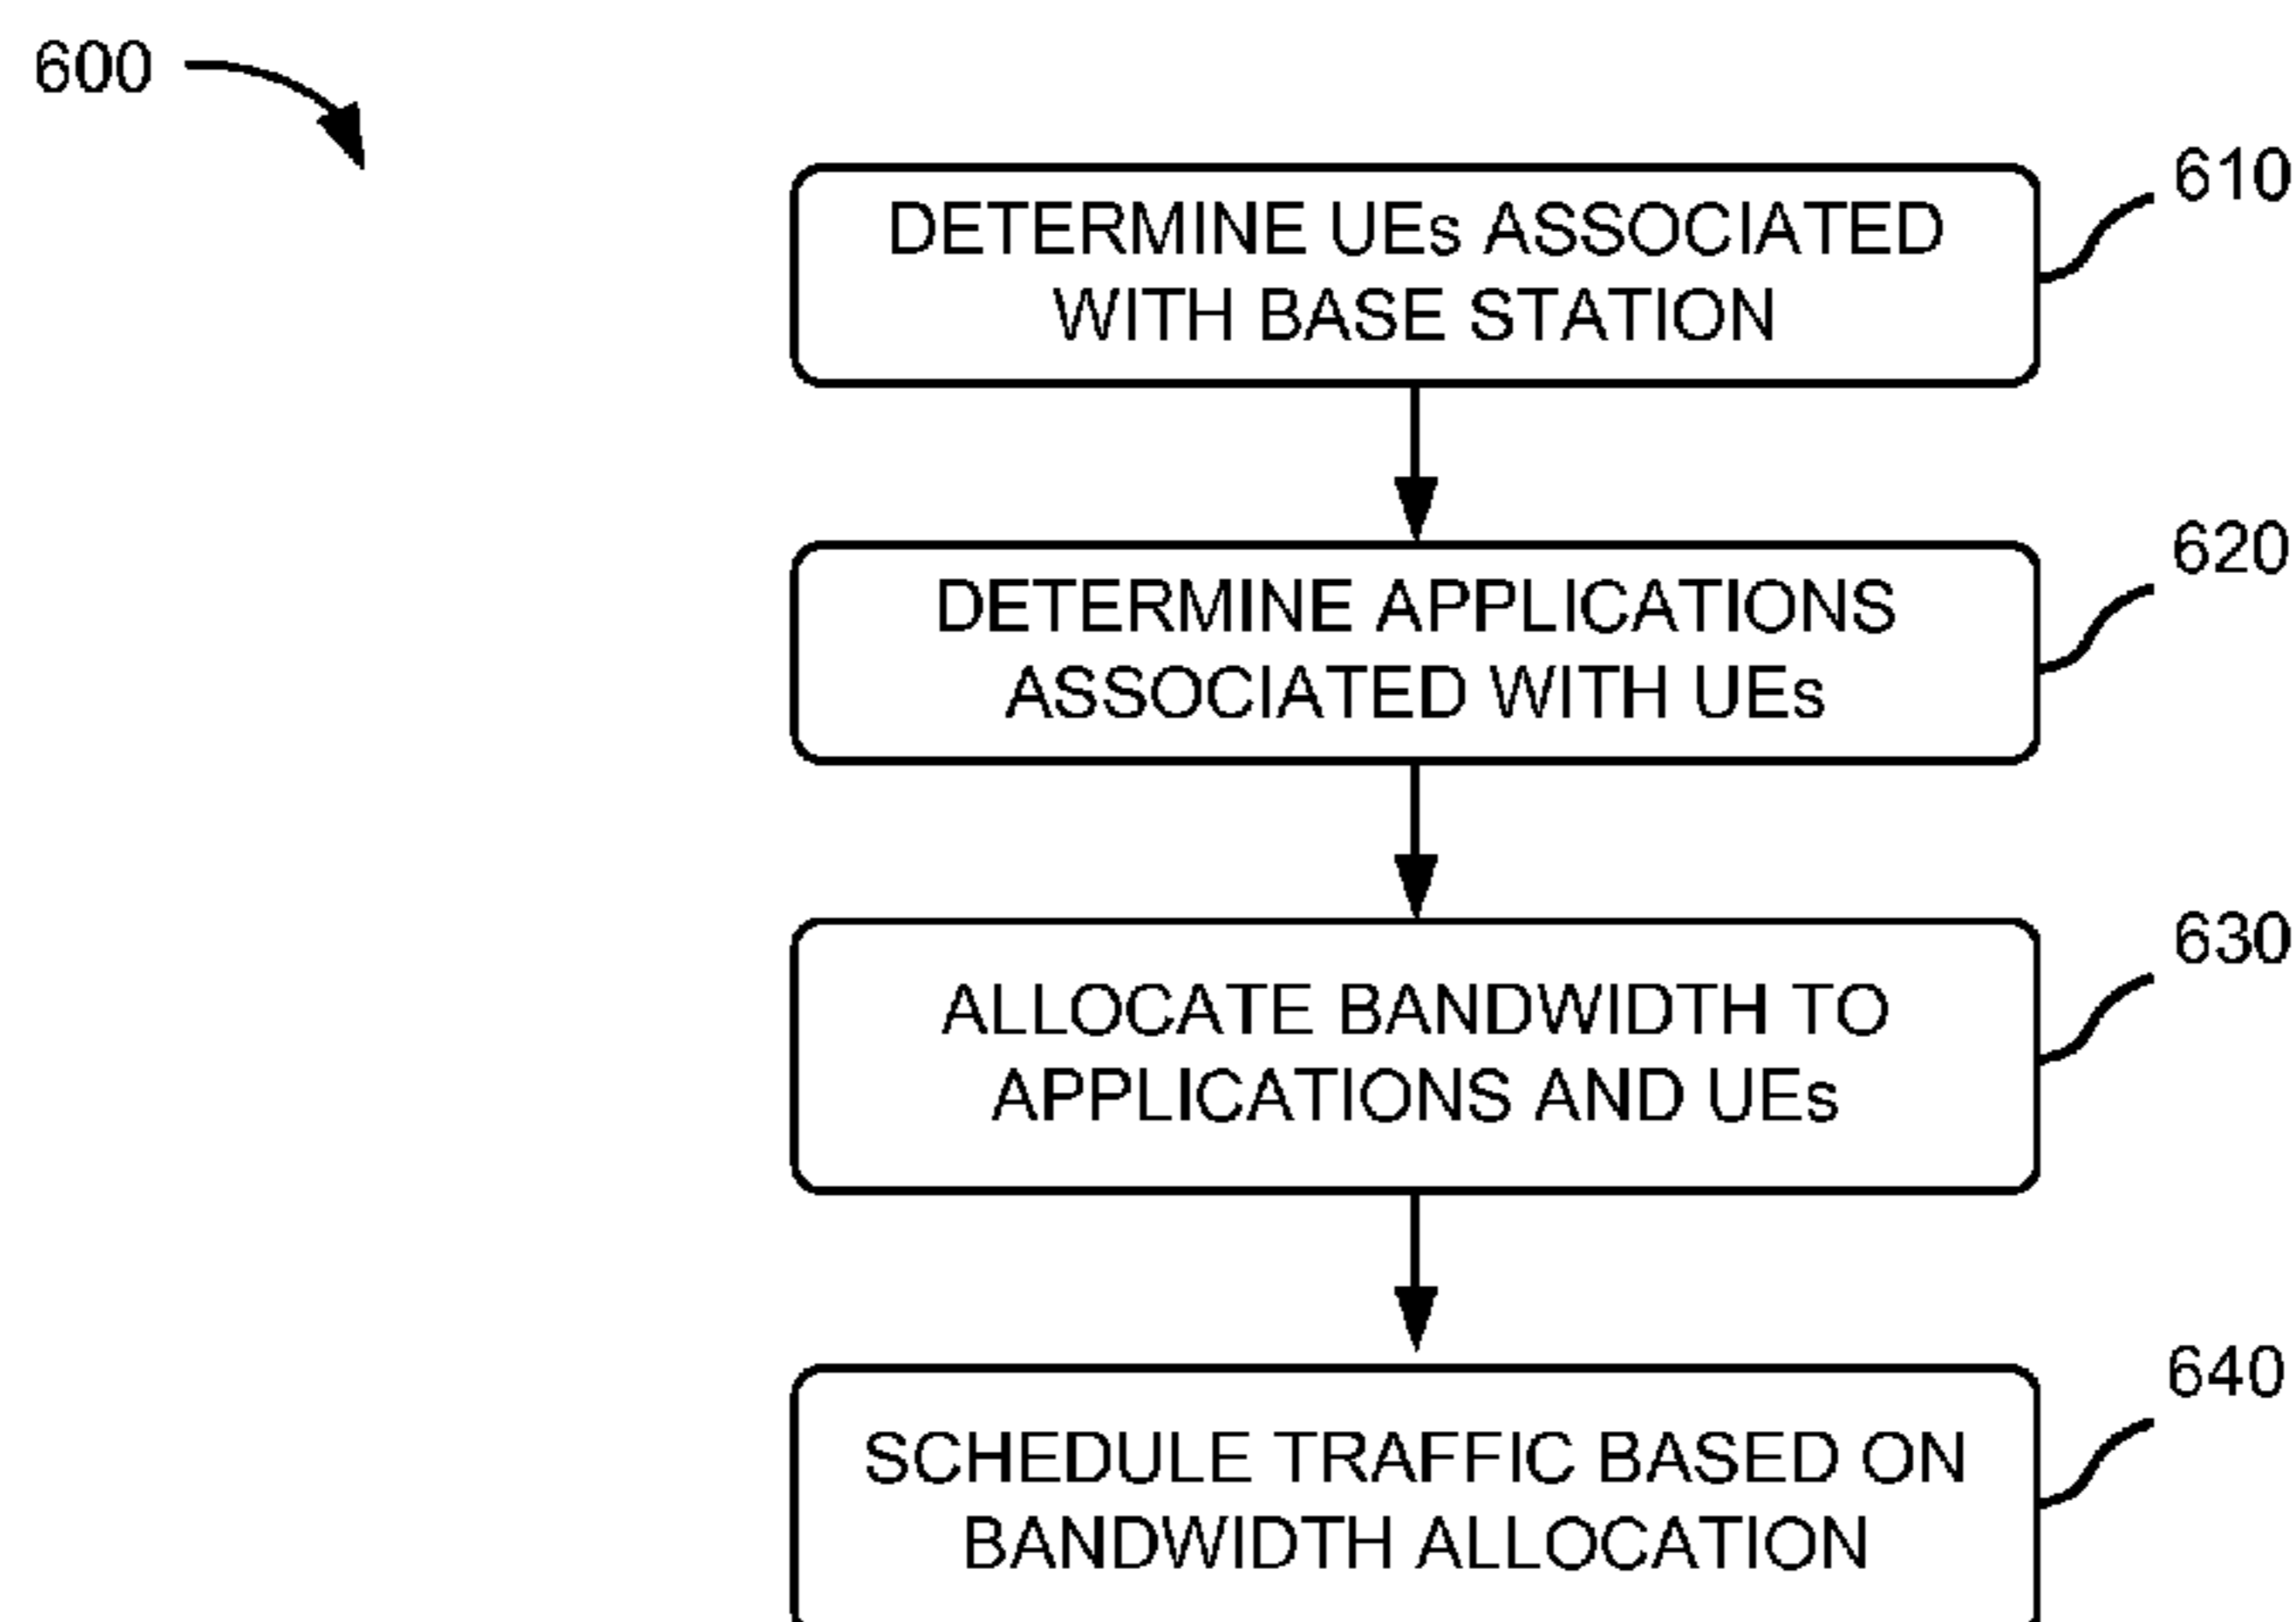 600
610
DETERMINE UEs ASSOCIATED
WITH BASE STATION
620
DETERMINE APPLICATIONS
ASSOCIATED WITH UEs
630
ALLOCATE BANDWIDTH TO
APPLICATIONS AND UEs
640
SCHEDULE TRAFFIC BASED ON
BANDWIDTH ALLOCATION